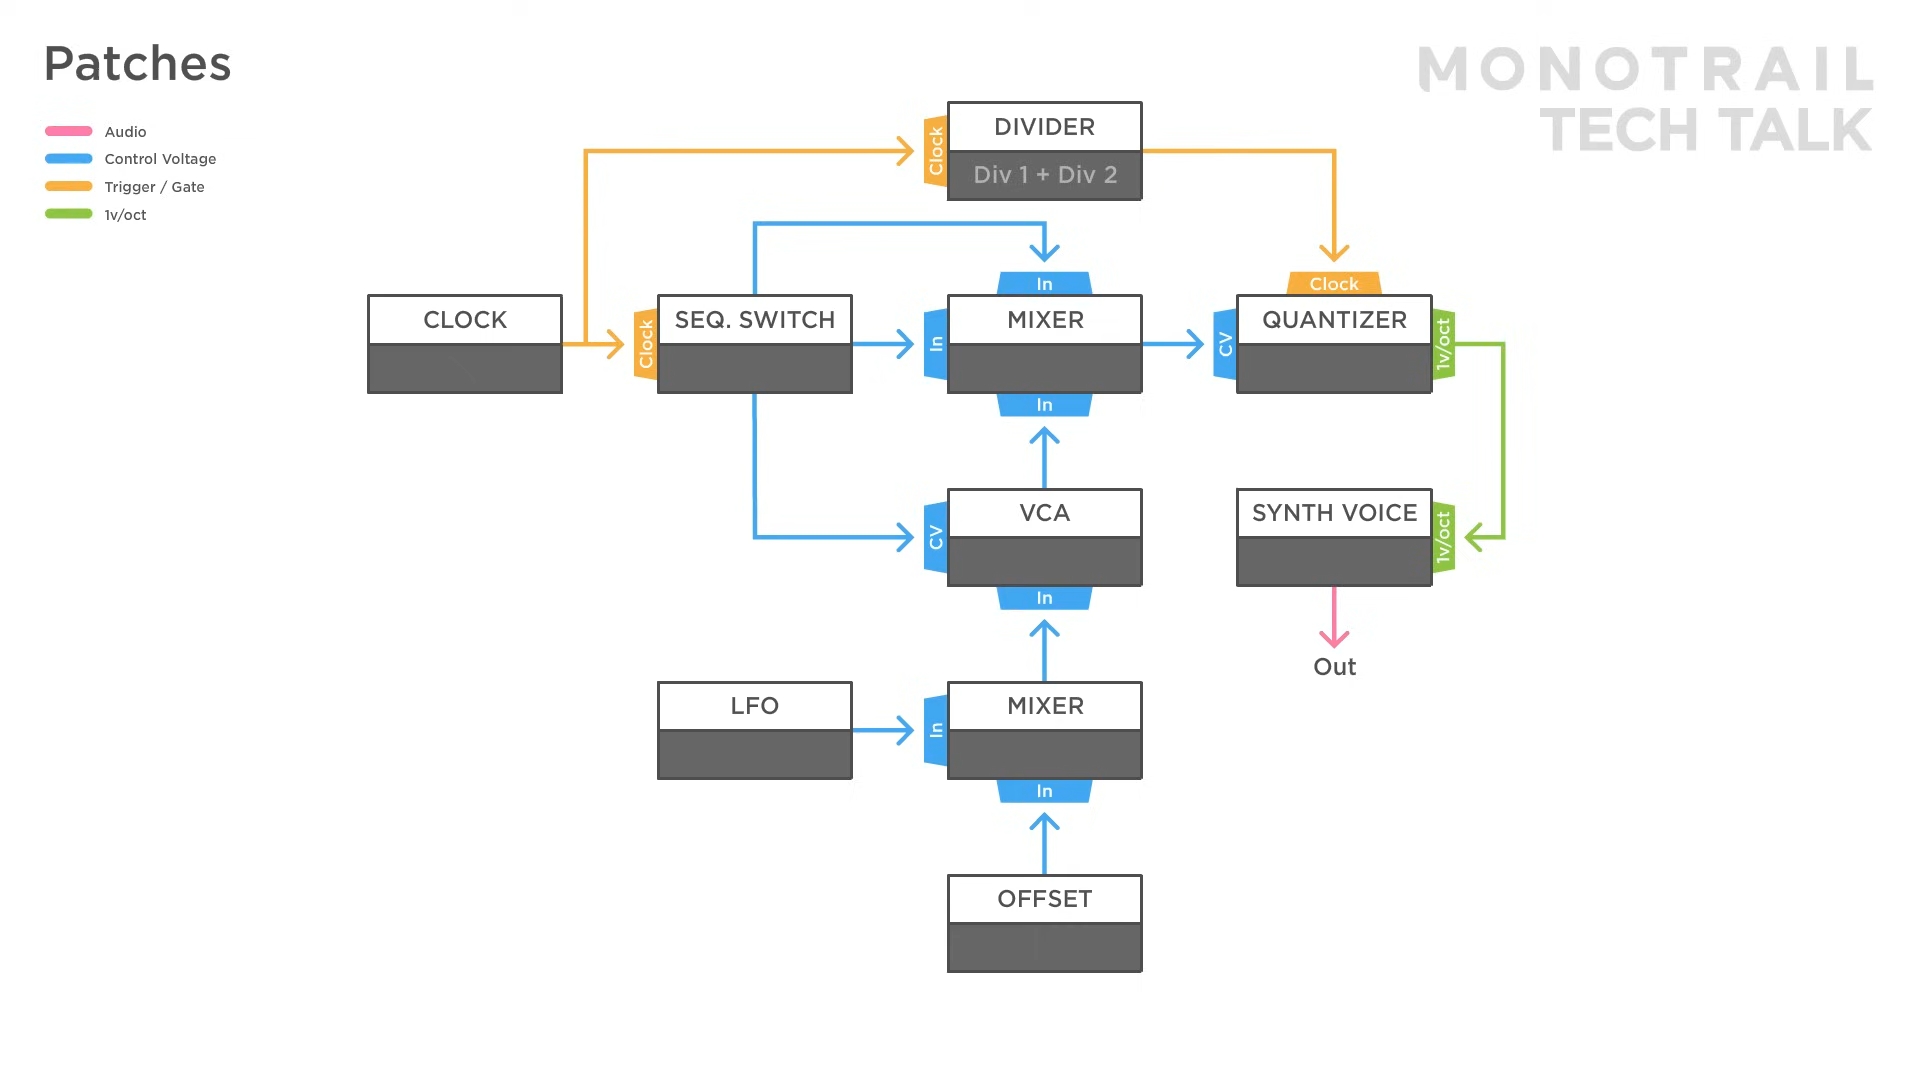 Patches
MONOTRAIL
TECH TALK
Audio
Control Voltage
Trigger / Gate
1v/oct
Clock
DIVIDER
Div 1 + Div 2
CLOCK
Clock
SEQ. SWITCH
In
In
MIXER
In
Clock
CV
QUANTIZER
1v/oct
CV
VCA
In
SYNTH VOICE
1v/oct
Out
LFO
In
MIXER
In
OFFSET